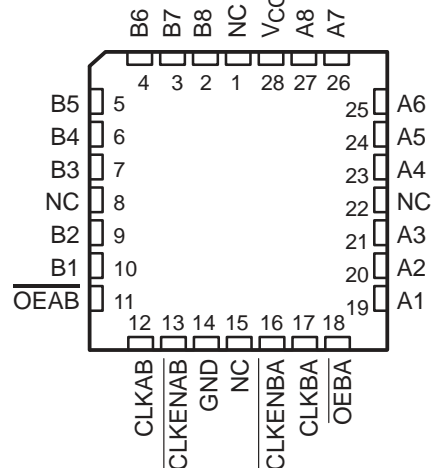 B6 B7 B8 NC VCC A8 A7
4 3 2 1 28 27 26
B5 5 25 A6
B4 6 24 A5
B3 7 23 A4
NC 8 22 NC
B2 9 21 A3
B1 10 20 A2
OEAB 11 19 A1
12 13 14 15 16 17 18
CLKAB CLKENAB GND NC CLKENBA CLKBA OEBA